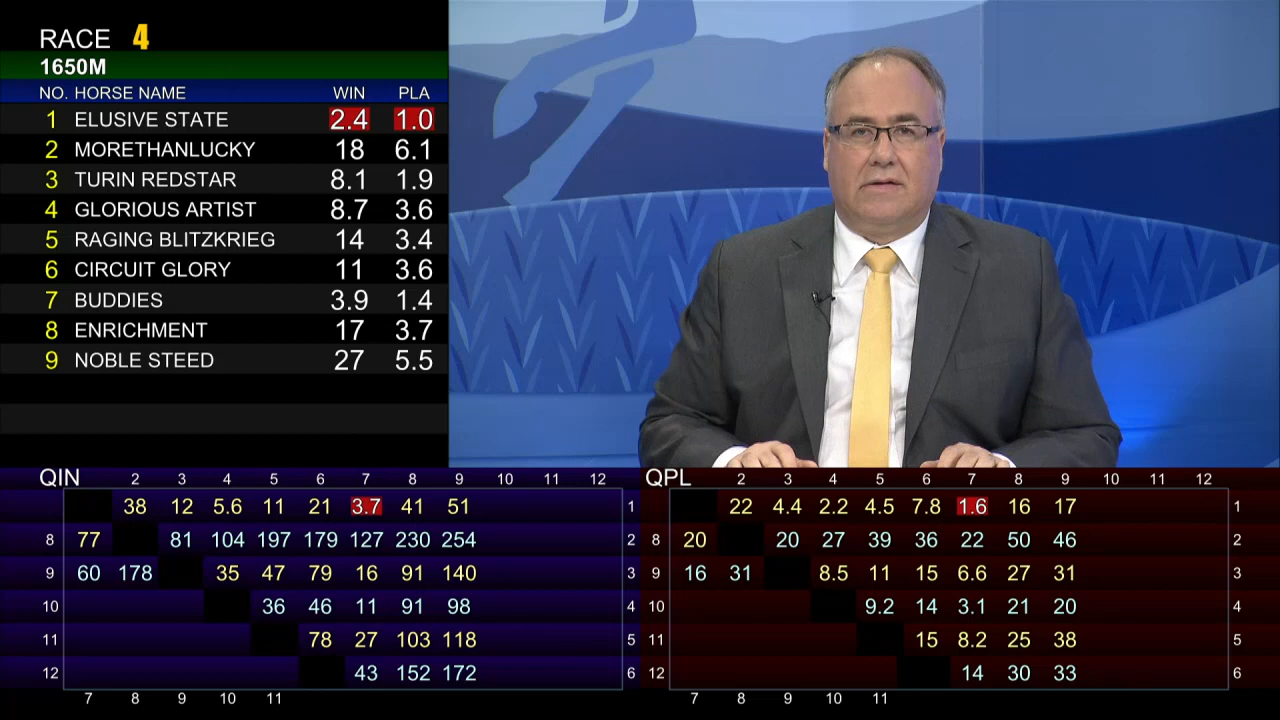 RACE 4
1650M
NO. HORSE NAME WIN PLA
1 ELUSIVE STATE 2.4 1.0
2 MORETHANLUCKY 18 6.1
3 TURIN REDSTAR 8.1 1.9
4 GLORIOUS ARTIST 8.7 3.6
5 RAGING BLITZKRIEG 14 3.4
6 CIRCUIT GLORY 11 3.6
7 BUDDIES 3.9 1.4
8 ENRICHMENT 17 3.7
9 NOBLE STEED 27 5.5
QIN 2 3 4 5 6 7 8 9 10 11 12
38 12 5.6 11 21 3.7 41 51 1
8 77 81 104 197 179 127 230 254 2
9 60 178 35 47 79 16 91 140 3
10 36 46 11 91 98 4
11 78 27 103 118 5
12 43 152 172 6
7 8 9 10 11
QPL 2 3 4 5 6 7 8 9 10 11 12
22 4.4 2.2 4.5 7.8 1.6 16 17 1
8 20 20 27 39 36 22 50 46 2
9 16 31 8.5 11 15 6.6 27 31 3
10 9.2 14 3.1 21 20 4
11 15 8.2 25 38 5
12 14 30 33 6
7 8 9 10 11